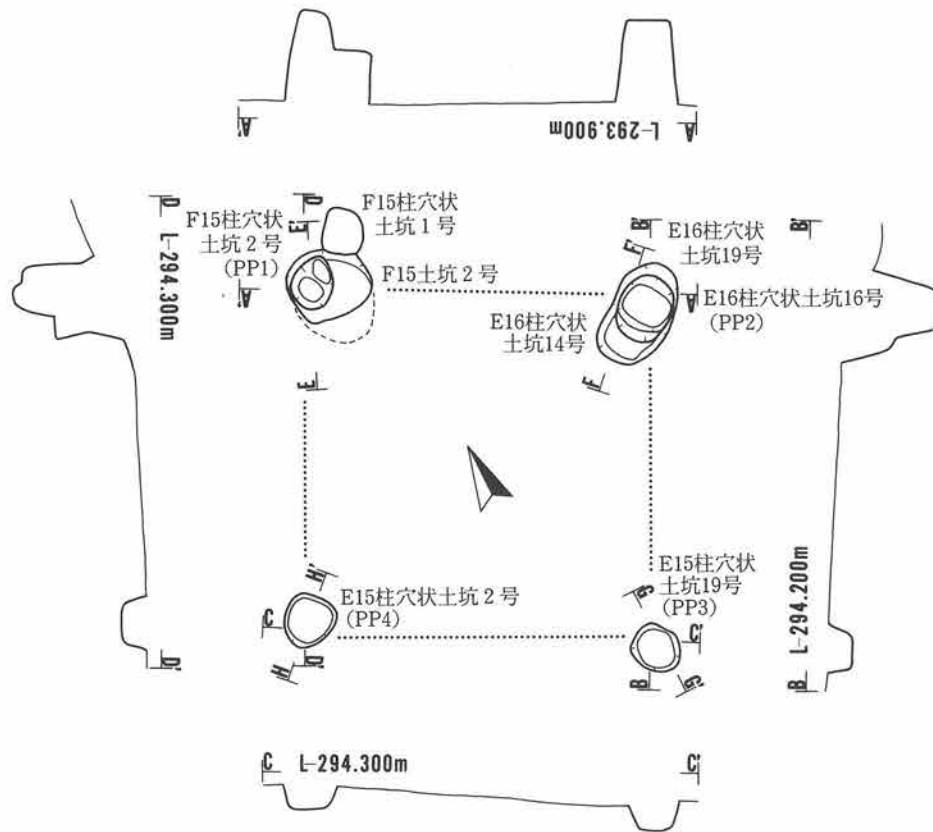 A'
L-293.900m
A
D
L-294.300m
D'
F15柱穴状
土坑2号
(PP1)
D
E'
F15柱穴状
土坑1号
F15土坑2号
A'
E
B'
F'
E16柱穴状
土坑19号
A
E16柱穴状土坑16号
(PP2)
E16柱穴状
土坑14号
F
B'
L-294.200m
B
H'
E15柱穴状土坑2号
(PP4)
C
D'
H
E15柱穴状
土坑19号
(PP3)
G
C'
B
G'
C
L-294.300m
C'